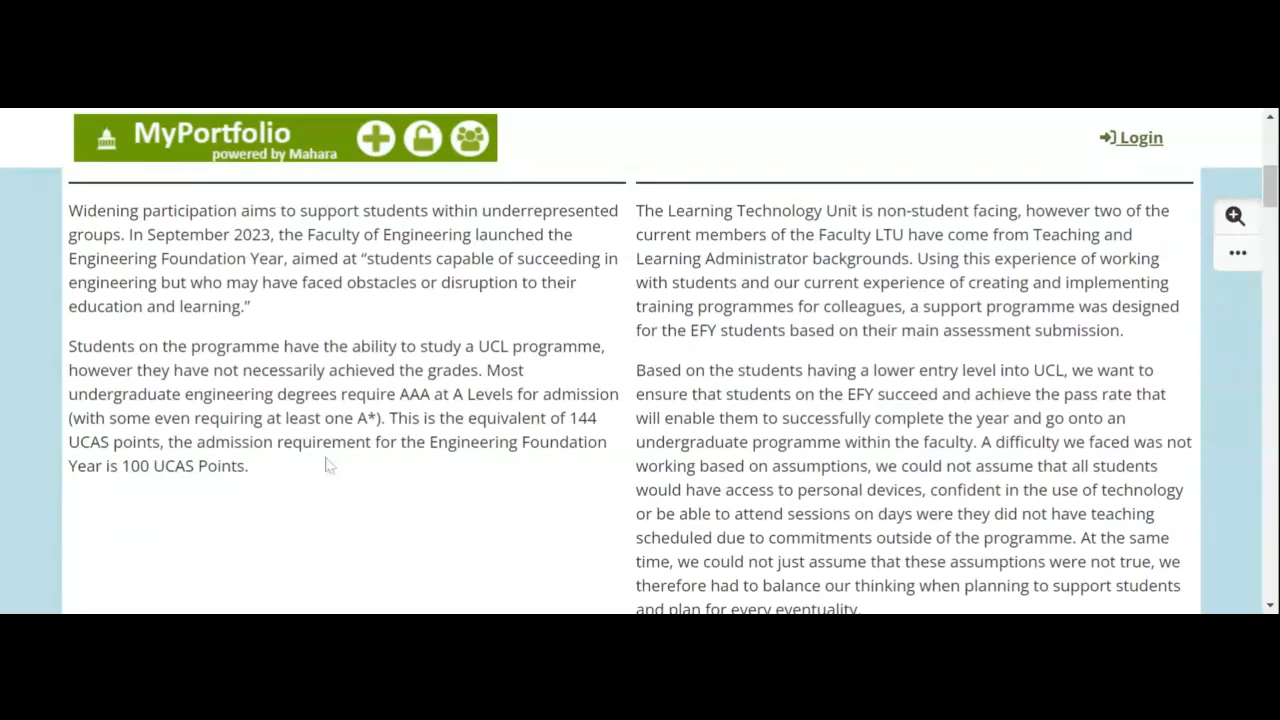 MyPortfolio
powered by Mahara
Login
Widening participation aims to support students within underrepresented
groups. In September 2023, the Faculty of Engineering launched the
Engineering Foundation Year, aimed at “students capable of succeeding in
engineering but who may have faced obstacles or disruption to their
education and learning.”
Students on the programme have the ability to study a UCL programme,
however they have not necessarily achieved the grades. Most
undergraduate engineering degrees require AAA at A Levels for admission
(with some even requiring at least one A*). This is the equivalent of 144
UCAS points, the admission requirement for the Engineering Foundation
Year is 100 UCAS Points.
The Learning Technology Unit is non-student facing, however two of the
current members of the Faculty LTU have come from Teaching and
Learning Administrator backgrounds. Using this experience of working
with students and our current experience of creating and implementing
training programmes for colleagues, a support programme was designed
for the EFY students based on their main assessment submission.
Based on the students having a lower entry level into UCL, we want to
ensure that students on the EFY succeed and achieve the pass rate that
will enable them to successfully complete the year and go onto an
undergraduate programme within the faculty. A difficulty we faced was not
working based on assumptions, we could not assume that all students
would have access to personal devices, confident in the use of technology
or be able to attend sessions on days were they did not have teaching
scheduled due to commitments outside of the programme. At the same
time, we could not just assume that these assumptions were not true, we
therefore had to balance our thinking when planning to support students
and plan for every eventuality.